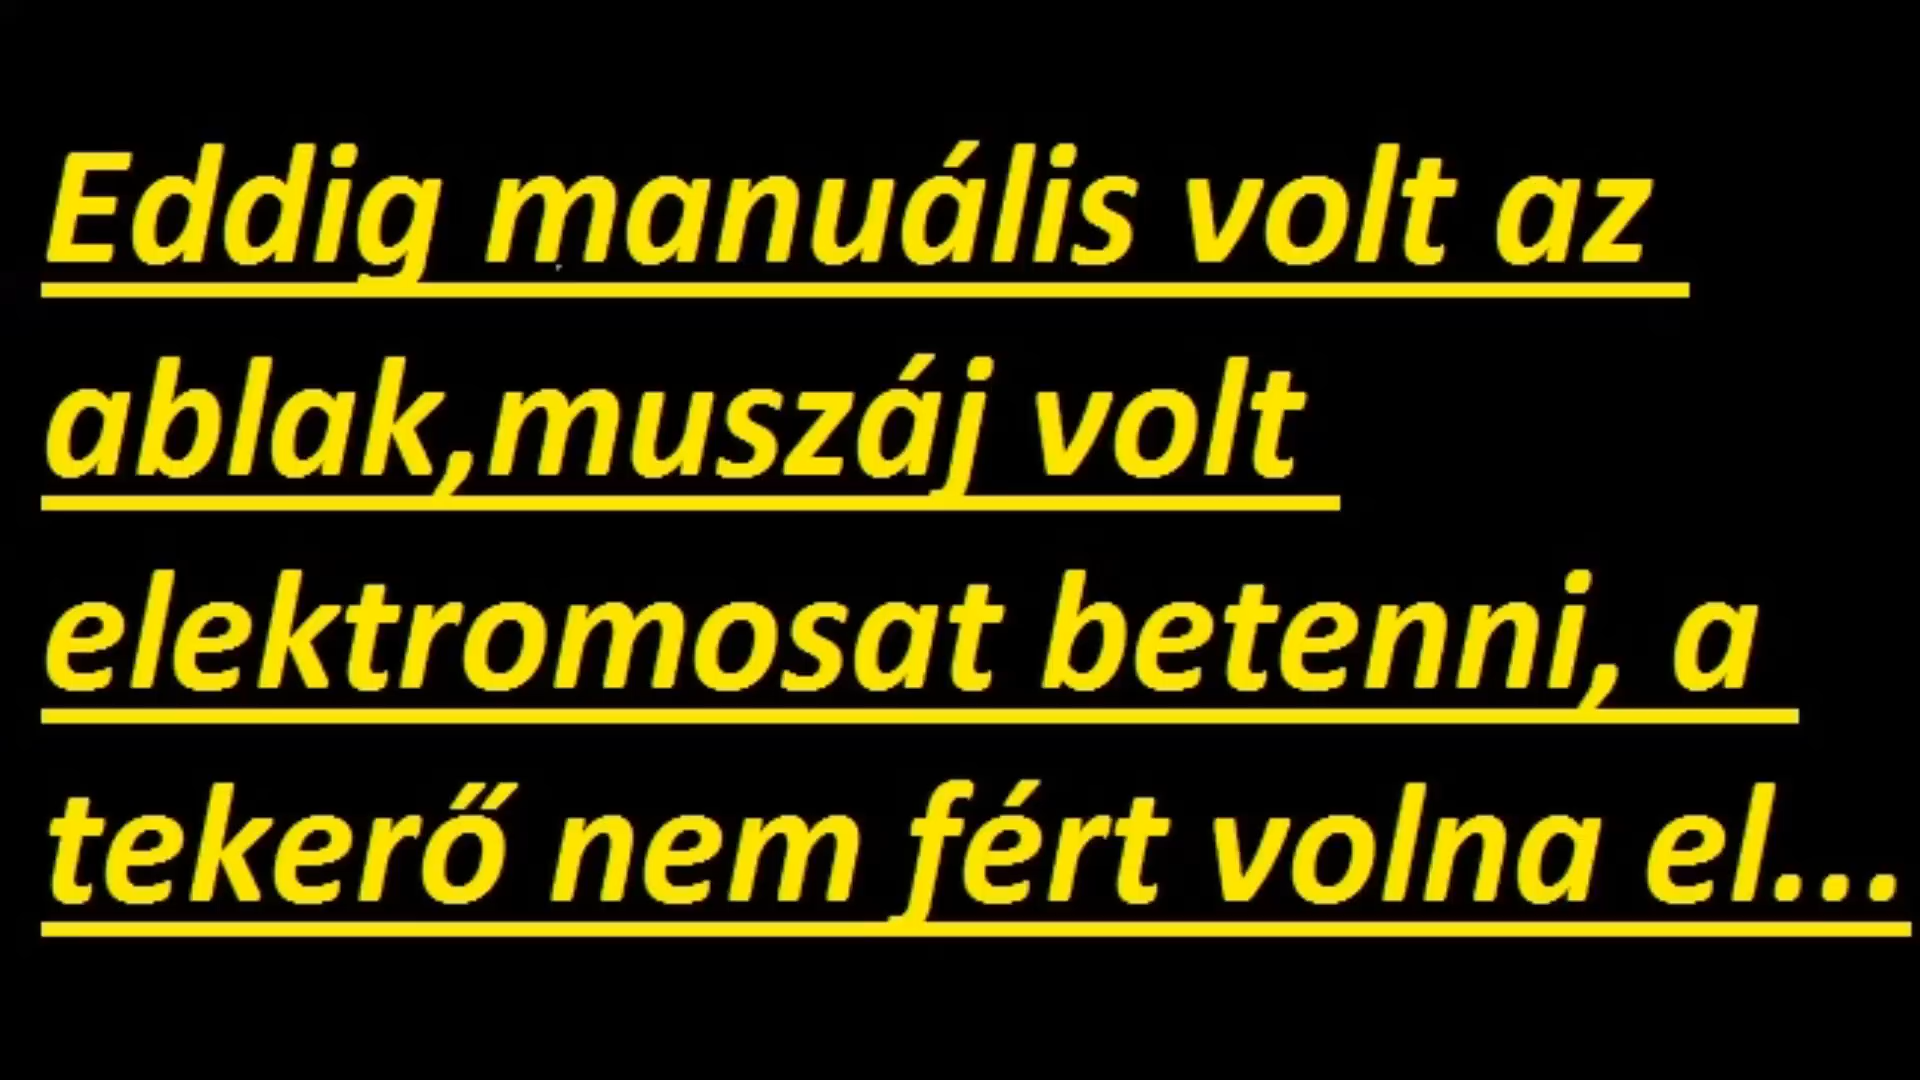 Eddig manuális volt az
ablak,muszáj volt
elektromosat betenni, a
tekerő nem fért volna el...